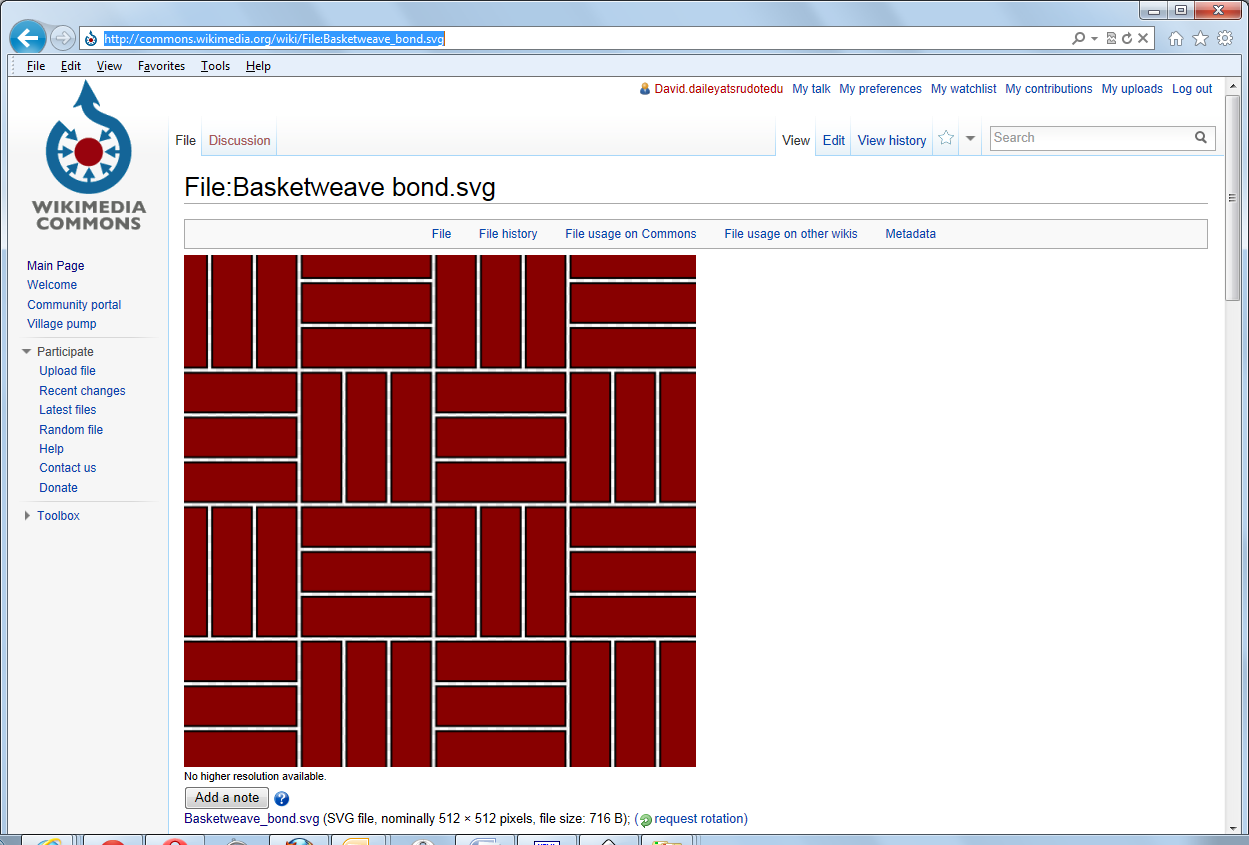 http://commons.wikimedia.org/wiki/File:Basketweave_bond.svg
File Edit View Favorites Tools Help
David.daileyatsrudotedu My talk My preferences My watchlist My contributions My uploads Log out
WIKIMEDIA
COMMONS
File Discussion View Edit View history Search
File:Basketweave bond.svg
File File history File usage on Commons File usage on other wikis Metadata
Main Page
Welcome
Community portal
Village pump
Participate
Upload file
Recent changes
Latest files
Random file
Help
Contact us
Donate
Toolbox
No higher resolution available.
Add a note
Basketweave_bond.svg (SVG file, nominally 512 × 512 pixels, file size: 716 B); ( request rotation)